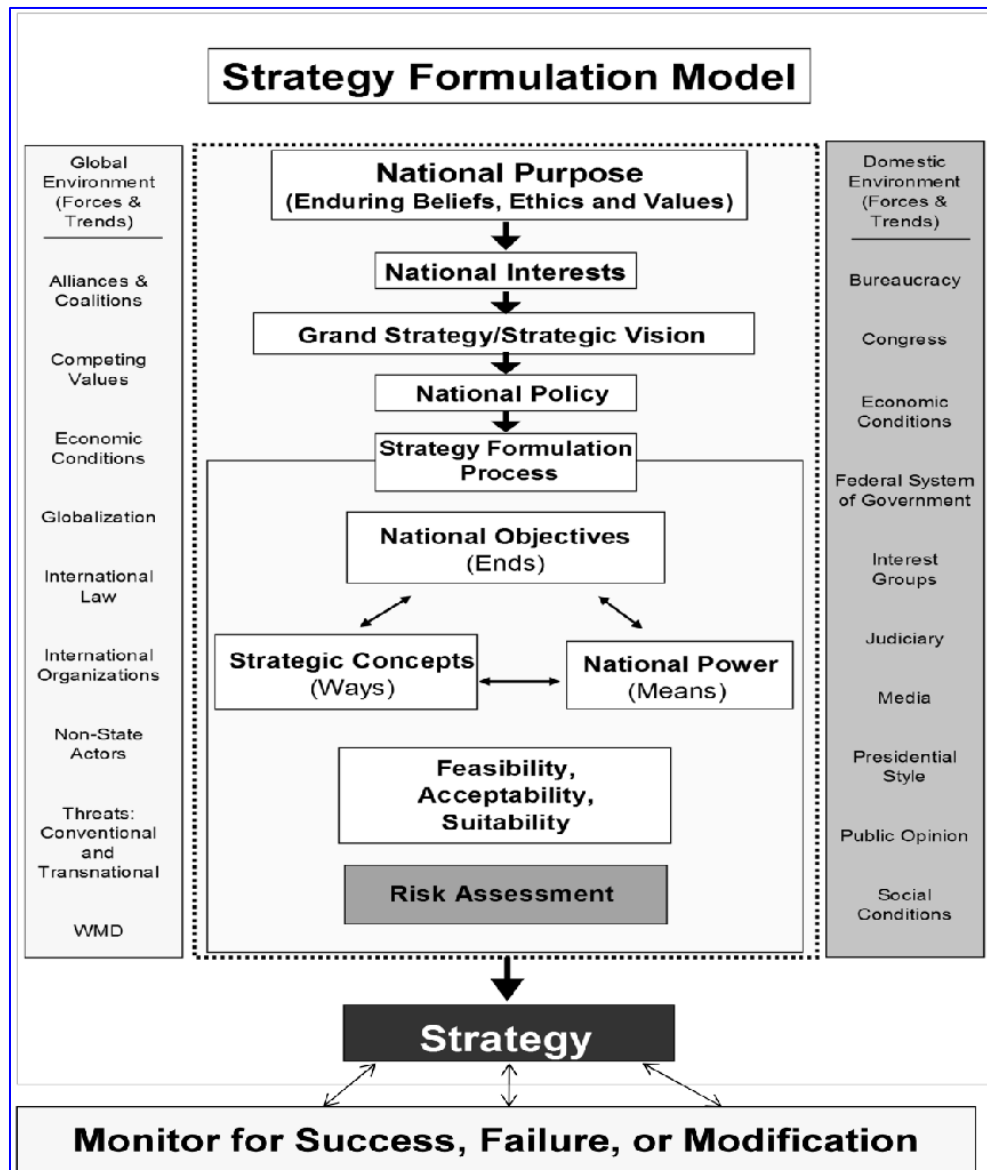 Strategy Formulation Model
Global
Environment
(Forces &
Trends)
Alliances &
Coalitions
Competing
Values
Economic
Conditions
Globalization
International
Law
International
Organizations
Non-State
Actors
Threats:
Conventional
and
Transnational
WMD
National Purpose
(Enduring Beliefs, Ethics and Values)
National Interests
Grand Strategy/Strategic Vision
National Policy
Strategy Formulation
Process
National Objectives
(Ends)
Strategic Concepts
(Ways)
National Power
(Means)
Feasibility,
Acceptability,
Suitability
Risk Assessment
Domestic
Environment
(Forces &
Trends)
Bureaucracy
Congress
Economic
Conditions
Federal System
of Government
Interest
Groups
Judiciary
Media
Presidential
Style
Public Opinion
Social
Conditions
Strategy
Monitor for Success, Failure, or Modification